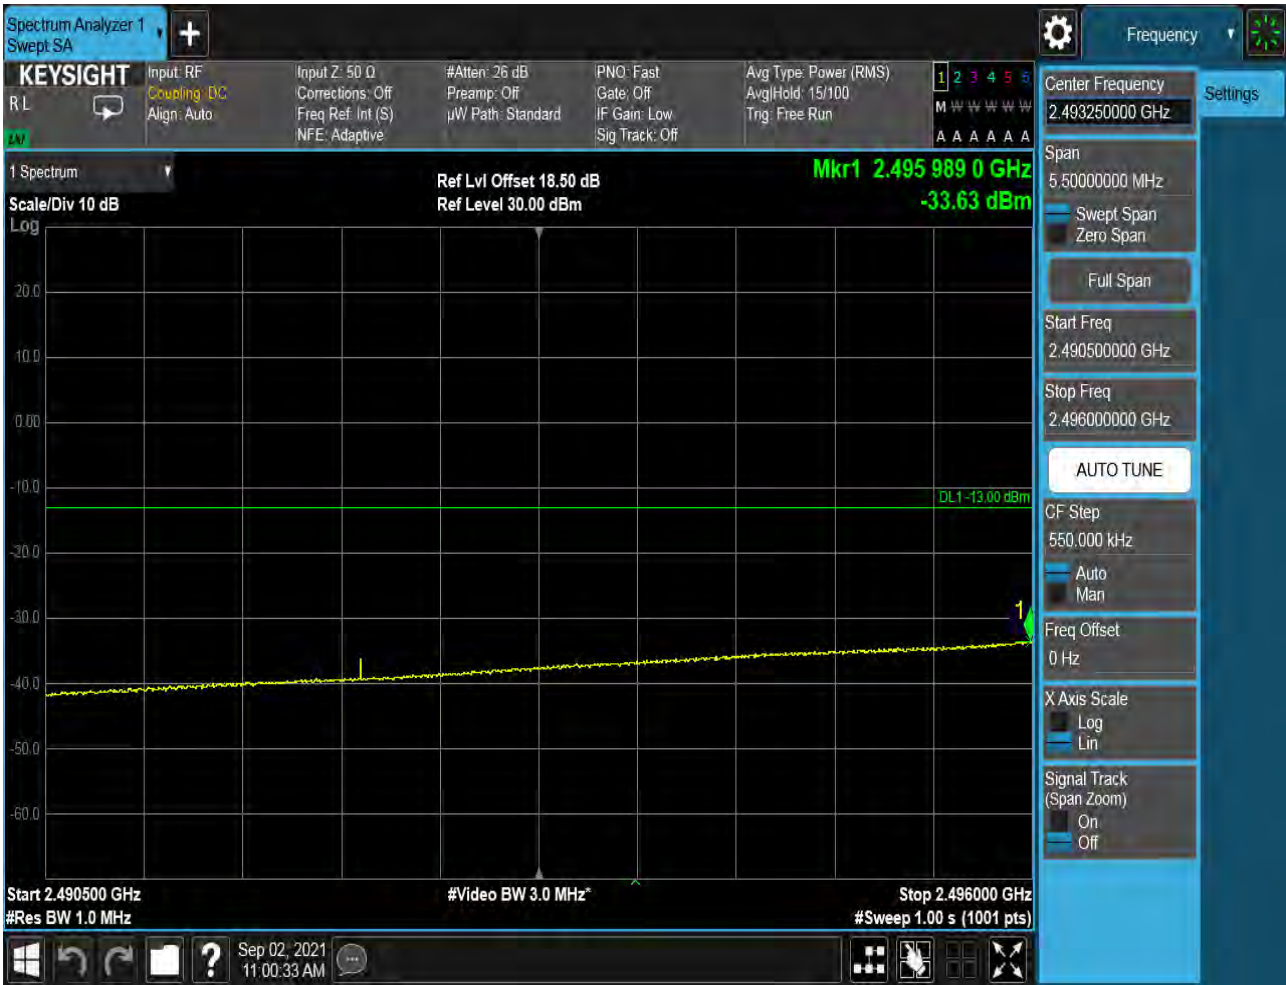 Spectrum Analyzer 1
Swept SA
Frequency
KEYSIGHT
R L
Input: RF
Coupling: DC
Align: Auto
Input Z: 50 Ω
Corrections: Off
Freq Ref: Int (S)
NFE: Adaptive
#Atten: 26 dB
Preamp: Off
µW Path: Standard
PNO: Fast
Gate: Off
IF Gain: Low
Sig Track: Off
Avg Type: Power (RMS)
Avg|Hold: 15/100
Trig: Free Run
1 2 3 4 5 6
M W W W W W
A A A A A A
1 Spectrum
Scale/Div 10 dB
Log
Ref Lvl Offset 18.50 dB
Ref Level 30.00 dBm
Mkr1 2.495 989 0 GHz
-33.63 dBm
20.0
10.0
0.00
-10.0
DL1 -13.00 dBm
-20.0
-30.0
1
-40.0
-50.0
-60.0
Start 2.490500 GHz
#Video BW 3.0 MHz*
Stop 2.496000 GHz
#Res BW 1.0 MHz
#Sweep 1.00 s (1001 pts)
Sep 02, 2021
11:00:33 AM
Center Frequency
2.493250000 GHz
Settings
Span
5.50000000 MHz
Swept Span
Zero Span
Full Span
Start Freq
2.490500000 GHz
Stop Freq
2.496000000 GHz
AUTO TUNE
CF Step
550.000 kHz
Auto
Man
Freq Offset
0 Hz
X Axis Scale
Log
Lin
Signal Track
(Span Zoom)
On
Off